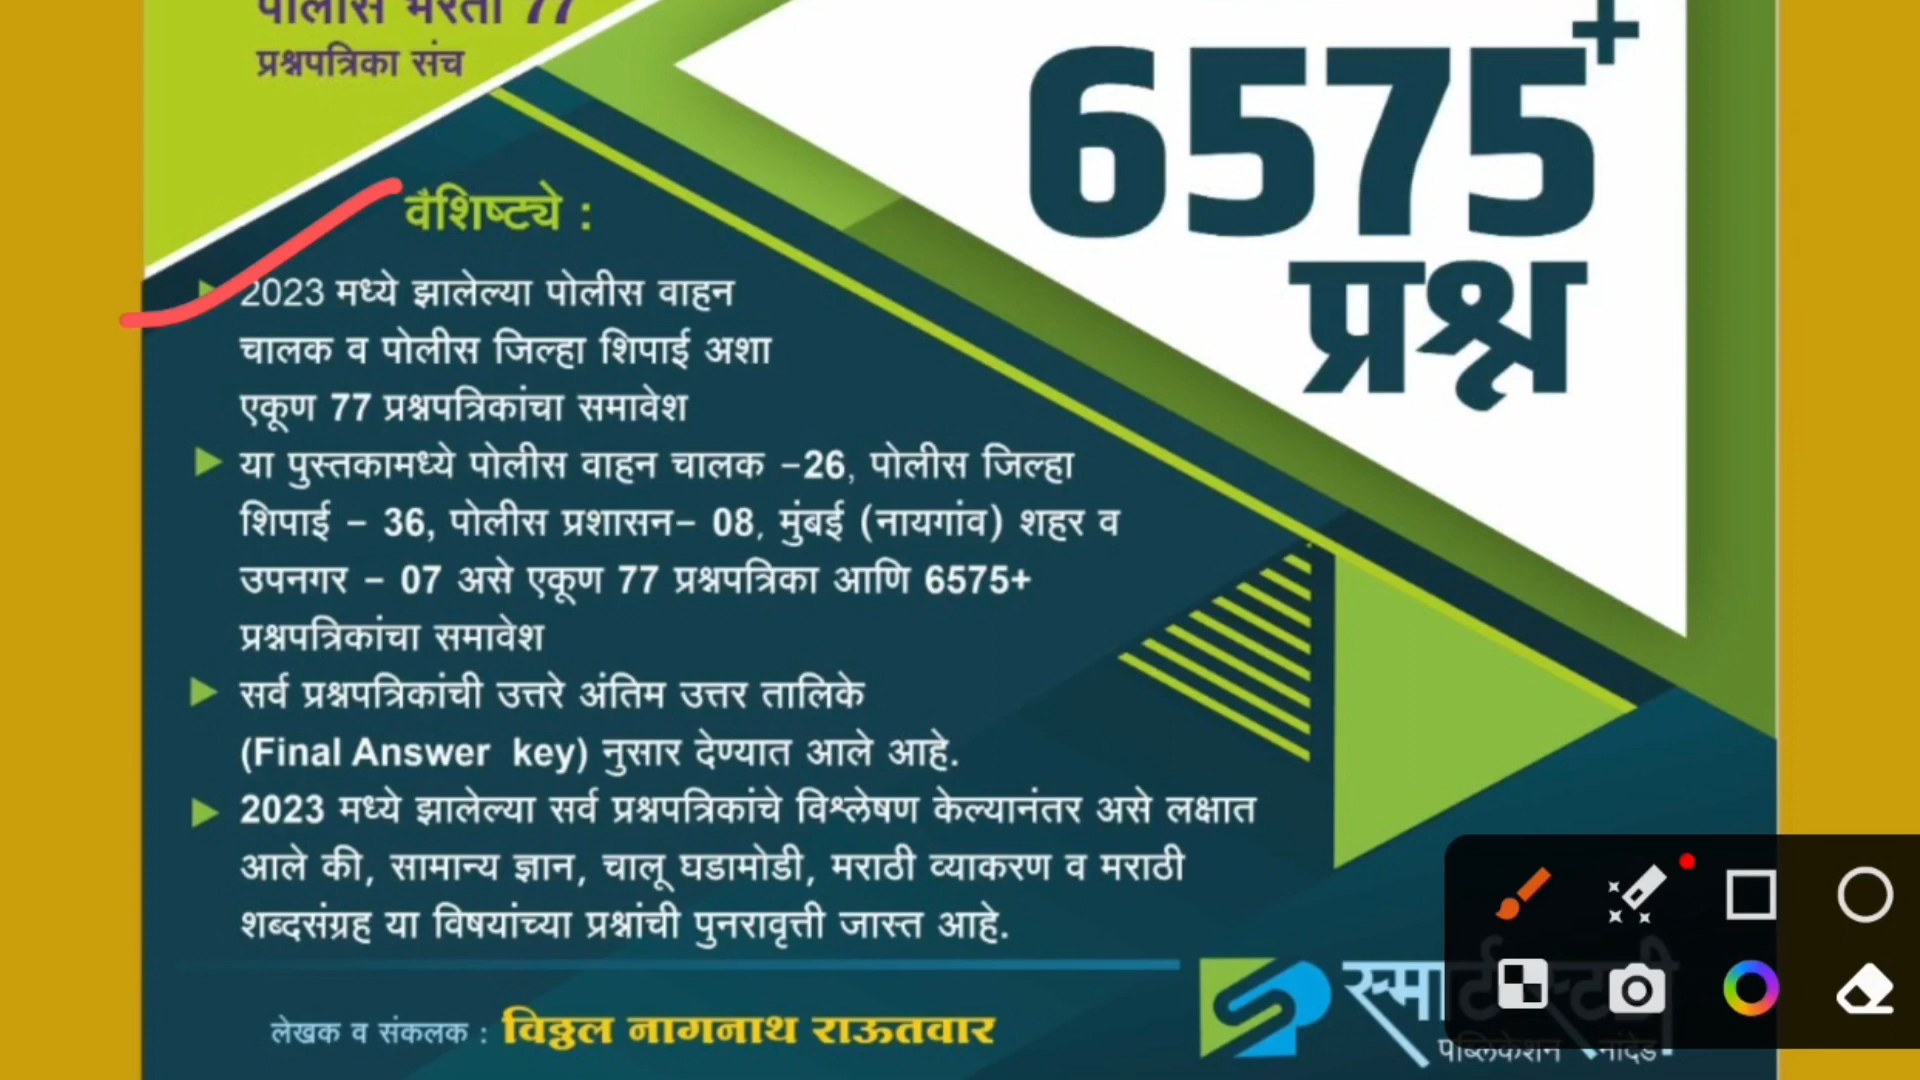 पोलीस भरती 77
प्रश्नपत्रिका संच
6575+
प्रश्न
वैशिष्ट्ये :
2023 मध्ये झालेल्या पोलीस वाहन
चालक व पोलीस जिल्हा शिपाई अशा
एकूण 77 प्रश्नपत्रिकांचा समावेश
या पुस्तकामध्ये पोलीस वाहन चालक –26, पोलीस जिल्हा
शिपाई – 36, पोलीस प्रशासन– 08, मुंबई (नायगांव) शहर व
उपनगर – 07 असे एकूण 77 प्रश्नपत्रिका आणि 6575+
प्रश्नपत्रिकांचा समावेश
सर्व प्रश्नपत्रिकांची उत्तरे अंतिम उत्तर तालिके
(Final Answer key) नुसार देण्यात आले आहे.
2023 मध्ये झालेल्या सर्व प्रश्नपत्रिकांचे विश्लेषण केल्यानंतर असे लक्षात
आले की, सामान्य ज्ञान, चालू घडामोडी, मराठी व्याकरण व मराठी
शब्दसंग्रह या विषयांच्या प्रश्नांची पुनरावृत्ती जास्त आहे.
लेखक व संकलक : विठ्ठल नागनाथ राऊतवार
स्मार्ट स्टडी
पब्लिकेशन नांदेड